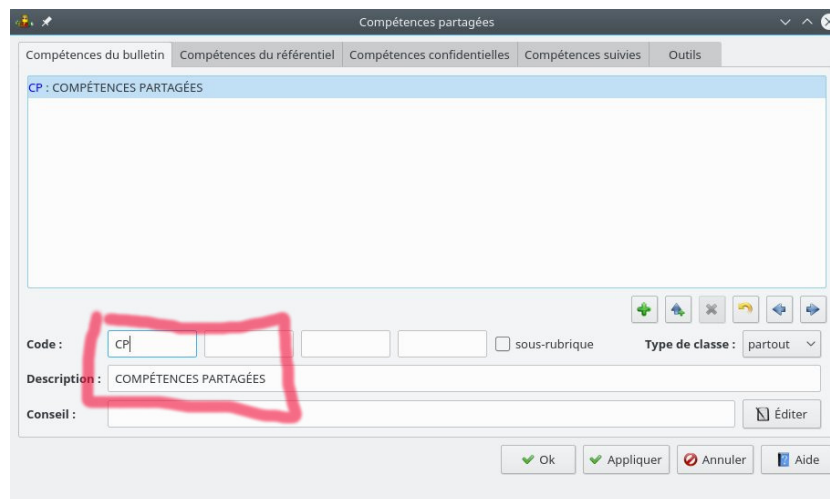 Compétences partagées
Compétences du bulletin Compétences du référentiel Compétences confidentielles Compétences suivies Outils
CP : COMPÉTENCES PARTAGÉES
Code : CP sous-rubrique Type de classe : partout
Description : COMPÉTENCES PARTAGÉES
Conseil : Éditer
Ok Appliquer Annuler Aide